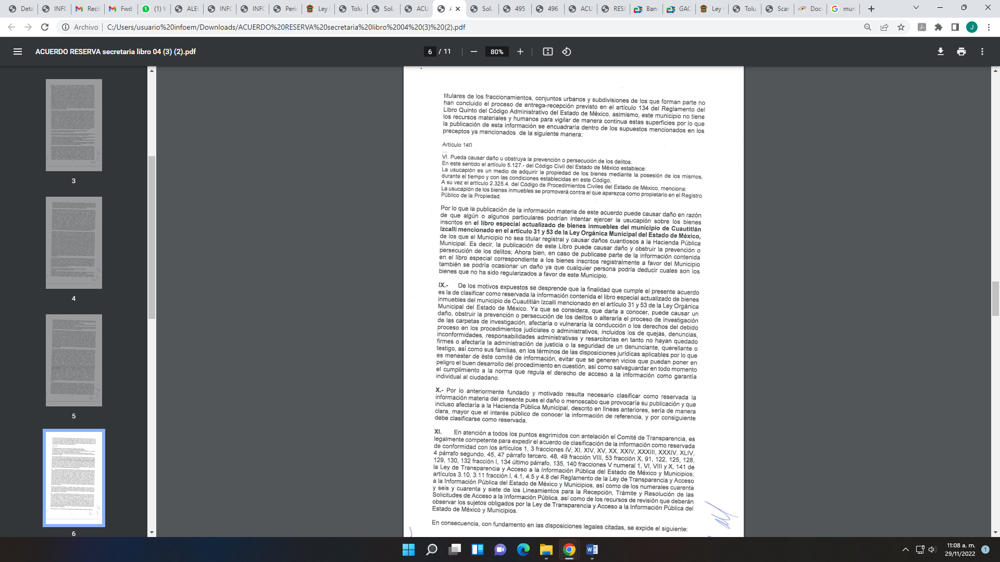 Deta
INFO
Recil
Fwd:
(1) W
ALEG
INFO
INFO
Perio
Ley O
Tolu
Sol.
ACU
A
Sol.
495
496
ACU
RESP
Banc
GAC
Ley O
Tolu
Scan
Doc
mun
Archivo
C:/Users/usuario%20infoem/Downloads/ACUERDO%20RESERVA%20secretaria%20libro%2004%20(3)%20(2).pdf
J
ACUERDO RESERVA secretaria libro 04 (3) (2).pdf
6 / 11
80%
3
4
5
6
titulares de los fraccionamientos, conjuntos urbanos y subdivisiones de los que forman parte no
han concluido el proceso de entrega-recepción previsto en el artículo 134 del Reglamento del
Libro Quinto del Código Administrativo del Estado de México, asimismo, este municipio no tiene
los recursos materiales y humanos para vigilar de manera continua estas superficies por lo que
la publicación de esta información se encuadraría dentro de los supuestos mencionados en los
preceptos ya mencionados de la siguiente manera:
Artículo 140
...
VI. Pueda causar daño u obstruya la prevención o persecución de los delitos.
En este sentido el artículo 5.127.- del Código Civil del Estado de México establece:
La usucapión es un medio de adquirir la propiedad de los bienes mediante la posesión de los mismos,
durante el tiempo y con las condiciones establecidas en este Código.
A su vez el artículo 2.325.4. del Código de Procedimientos Civiles del Estado de México, menciona:
La usucapión de los bienes inmuebles se promoverá contra el que aparezca como propietario en el Registro
Público de la Propiedad.
Por lo que la publicación de la información materia de este acuerdo puede causar daño en razón
de que algún o algunos particulares podrían intentar ejercer la usucapión sobre los bienes
inscritos en el libro especial actualizado de bienes inmuebles del municipio de Cuautitlán
Izcalli mencionado en el artículo 31 y 53 de la Ley Orgánica Municipal del Estado de México,
de los que el Municipio no sea titular registral y causar daños cuantiosos a la Hacienda Pública
Municipal. Es decir, la publicación de este Libro puede causar daño y obstruir la prevención o
persecución de los delitos; Ahora bien, en caso de publicase parte de la información contenida
en el libro especial correspondiente a los bienes inscritos registralmente a favor del Municipio
también se podría ocasionar un daño ya que cualquier persona podría deducir cuales son los
bienes que no ha sido regularizados a favor de este Municipio.
IX.- De los motivos expuestos se desprende que la finalidad que cumple el presente acuerdo
es la de clasificar como reservada la información contenida el libro especial actualizado de bienes
inmuebles del municipio de Cuautitlán Izcalli mencionado en el artículo 31 y 53 de la Ley Orgánica
Municipal del Estado de México. Ya que se considera, que darla a conocer, puede causar un
daño, obstruir la prevención o persecución de los delitos o alteraría el proceso de investigación
de las carpetas de investigación, afectaría o vulneraría la conducción o los derechos del debido
proceso en los procedimientos judiciales o administrativos, incluidos los de quejas, denuncias,
inconformidades, responsabilidades administrativas y resarcitorias en tanto no hayan quedado
firmes o afectaría la administración de justicia o la seguridad de un denunciante, querellante o
testigo, así como sus familias, en los términos de las disposiciones jurídicas aplicables por lo que
es menester de éste comité de información, evitar que se generen vicios que puedan poner en
peligro el buen desarrollo del procedimiento en cuestión, así como salvaguardar en todo momento
el cumplimiento a la norma que regula el derecho de acceso a la información como garantía
individual al ciudadano.
X.- Por lo anteriormente fundado y motivado resulta necesario clasificar como reservada la
información materia del presente pues el daño o menoscabo que provocaría su publicación y que
incluso afectaría a la Hacienda Pública Municipal, descrito en líneas anteriores, sería de manera
clara, mayor que el interés público de conocer la información de referencia, y por consiguiente
debe clasificarse como reservada.
XI. En atención a todos los puntos esgrimidos con antelación el Comité de Transparencia, es
legalmente competente para expedir el acuerdo de clasificación de la información como reservada
de conformidad con los artículos 1, 3 fracciones IV, XI, XIV, XV, XX, XXIV, XXXIII, XXXIV, XLIV,
4 párrafo segundo, 45, 47 párrafo tercero, 48, 49 fracción VIII, 53 fracción X, 91, 122, 125, 128,
129, 130, 132 fracción I, 134 último párrafo, 135, 140 fracciones V numeral 1, VI, VIII y X, 141 de
la Ley de Transparencia y Acceso a la Información Pública del Estado de México y Municipios;
artículos 3.10, 3.11 fracción I, 4.1, 4.5 y 4.8 del Reglamento de la Ley de Transparencia y Acceso
a la Información Pública del Estado de México y Municipios, así como de los numerales cuarenta
y seis y cuarenta y siete de los Lineamientos para la Recepción, Trámite y Resolución de las
Solicitudes de Acceso a la Información Pública, así como de los recursos de revisión que deberán
observar los sujetos obligados por la Ley de Transparencia y Acceso a la Información Pública del
Estado de México y Municipios.
En consecuencia, con fundamento en las disposiciones legales citadas, se expide el siguiente:
11:08 a. m.
29/11/2022
1